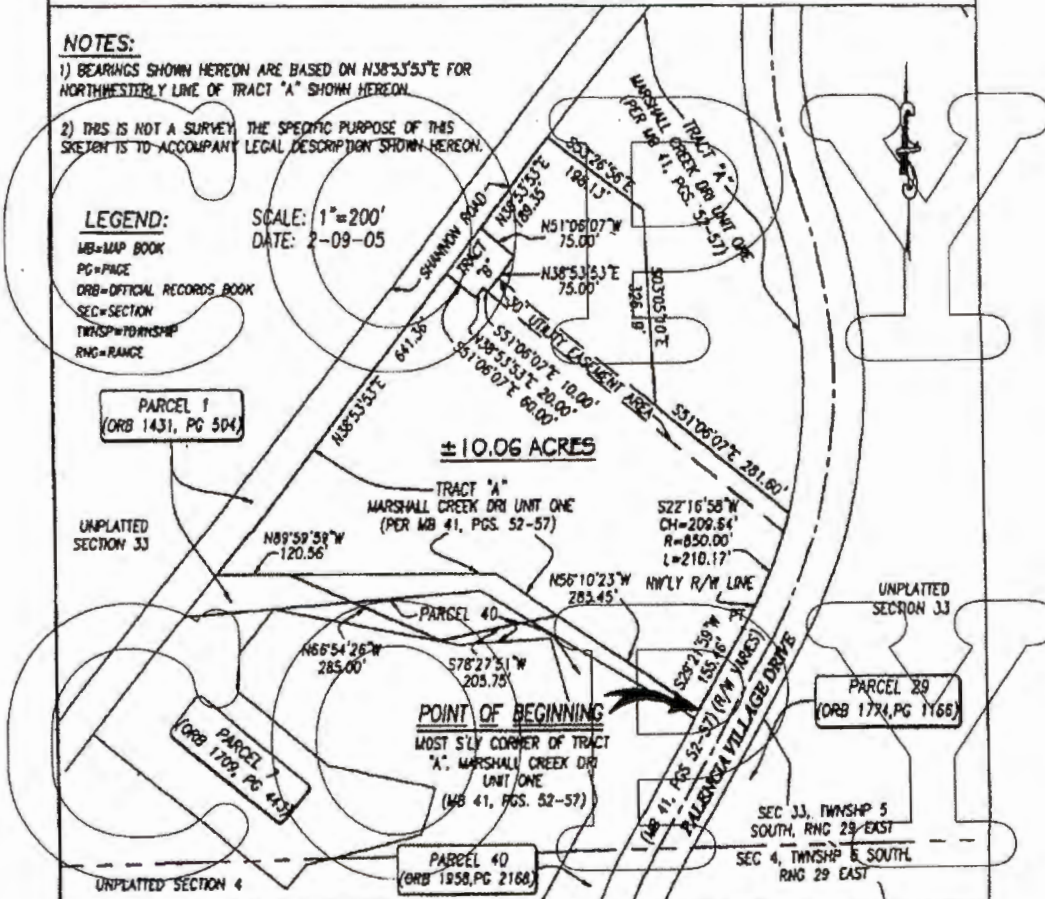 NOTES:
1) BEARINGS SHOWN HEREON ARE BASED ON N38°53'53"E FOR
NORTHWESTERLY LINE OF TRACT "A" SHOWN HEREON.
2) THIS IS NOT A SURVEY. THE SPECIFIC PURPOSE OF THIS
SKETCH IS TO ACCOMPANY LEGAL DESCRIPTION SHOWN HEREON.
LEGEND:
MB=MAP BOOK
PG=PAGE
ORB=OFFICIAL RECORDS BOOK
SEC=SECTION
TWNSP=TOWNSHIP
RNG=RANGE
SCALE: 1"=200'
DATE: 2-09-05
COPY
SHANNON ROAD
N38°53'53"E
189.35'
S53°26'56"E
198.13'
TRACT "A"
MARSHALL CREEK DRI UNIT ONE
(PER MB 41, PGS. 52-57)
TRACT
"B"
N51°06'07"W
75.00'
N38°53'53"E
75.00'
S03°05'10"E
326.19'
30' UTILITY EASEMENT AREA
S51°06'07"E 10.00'
N38°53'53"E 20.00'
S51°06'07"E 60.00'
641.36'
N38°53'53"E
S51°06'07"E 281.60'
PARCEL 1
(ORB 1431, PG 504)
±10.06 ACRES
TRACT "A"
MARSHALL CREEK DRI UNIT ONE
(PER MB 41, PGS. 52-57)
UNPLATTED
SECTION 33
N89°59'59"W
120.56'
S22°16'58"W
CH=209.64'
R=850.00'
L=210.17'
NW'LY R/W LINE
N56°10'23"W
285.45'
PT
UNPLATTED
SECTION 33
PARCEL 40
N66°54'26"W
285.00'
S78°27'51"W
205.75'
S29°21'59"W
155.16'
POINT OF BEGINNING
MOST S'LY CORNER OF TRACT
"A", MARSHALL CREEK DRI
UNIT ONE
(MB 41, PGS. 52-57)
(MB 41, PGS 52-57) (R/W VARIES)
PALENCIA VILLAGE DRIVE
PARCEL 29
(ORB 1774, PG 1166)
PARCEL 7
(ORB 1709, PG
SEC 33, TWNSHP 5
SOUTH, RNG 29 EAST
SEC 4, TWNSHP 6 SOUTH,
RNG 29 EAST
PARCEL 40
(ORB 1958, PG 2168)
UNPLATTED SECTION 4
COPY